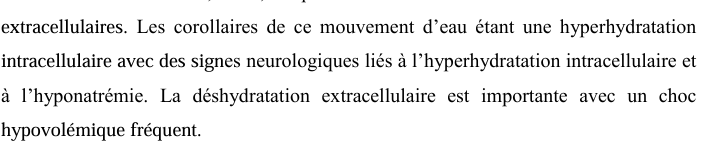 extracellulaires. Les corollaires de ce mouvement d’eau étant une hyperhydratation
intracellulaire avec des signes neurologiques liés à l’hyperhydratation intracellulaire et
à l’hyponatrémie. La déshydratation extracellulaire est importante avec un choc
hypovolémique fréquent.